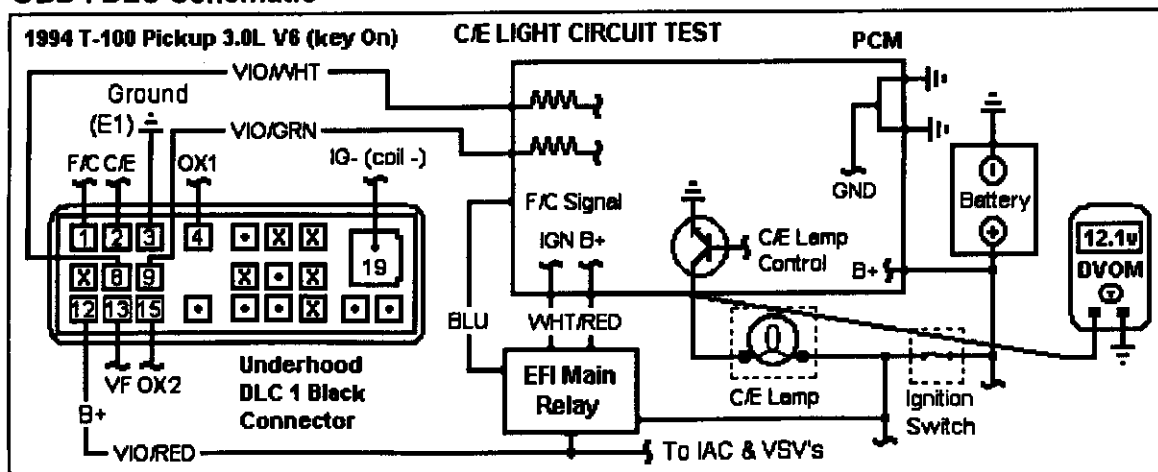 1994 T-100 Pickup 3.0L V6 (key On)
C/E LIGHT CIRCUIT TEST
PCM
VIO/WHT
Ground
(E1)
VIO/GRN
IG- (coil -)
F/C C/E OX1
F/C Signal
GND
Battery
1 2 3 4 X X
19
12.1v
IGN B+
C/E Lamp
Control
B+
DVOM
V
X 8 9 X X
12 13 15 X
BLU
WHT/RED
VF OX2
Underhood
DLC 1 Black
Connector
EFI Main
Relay
C/E Lamp
Ignition
Switch
B+
VIO/RED
To IAC & VSV's